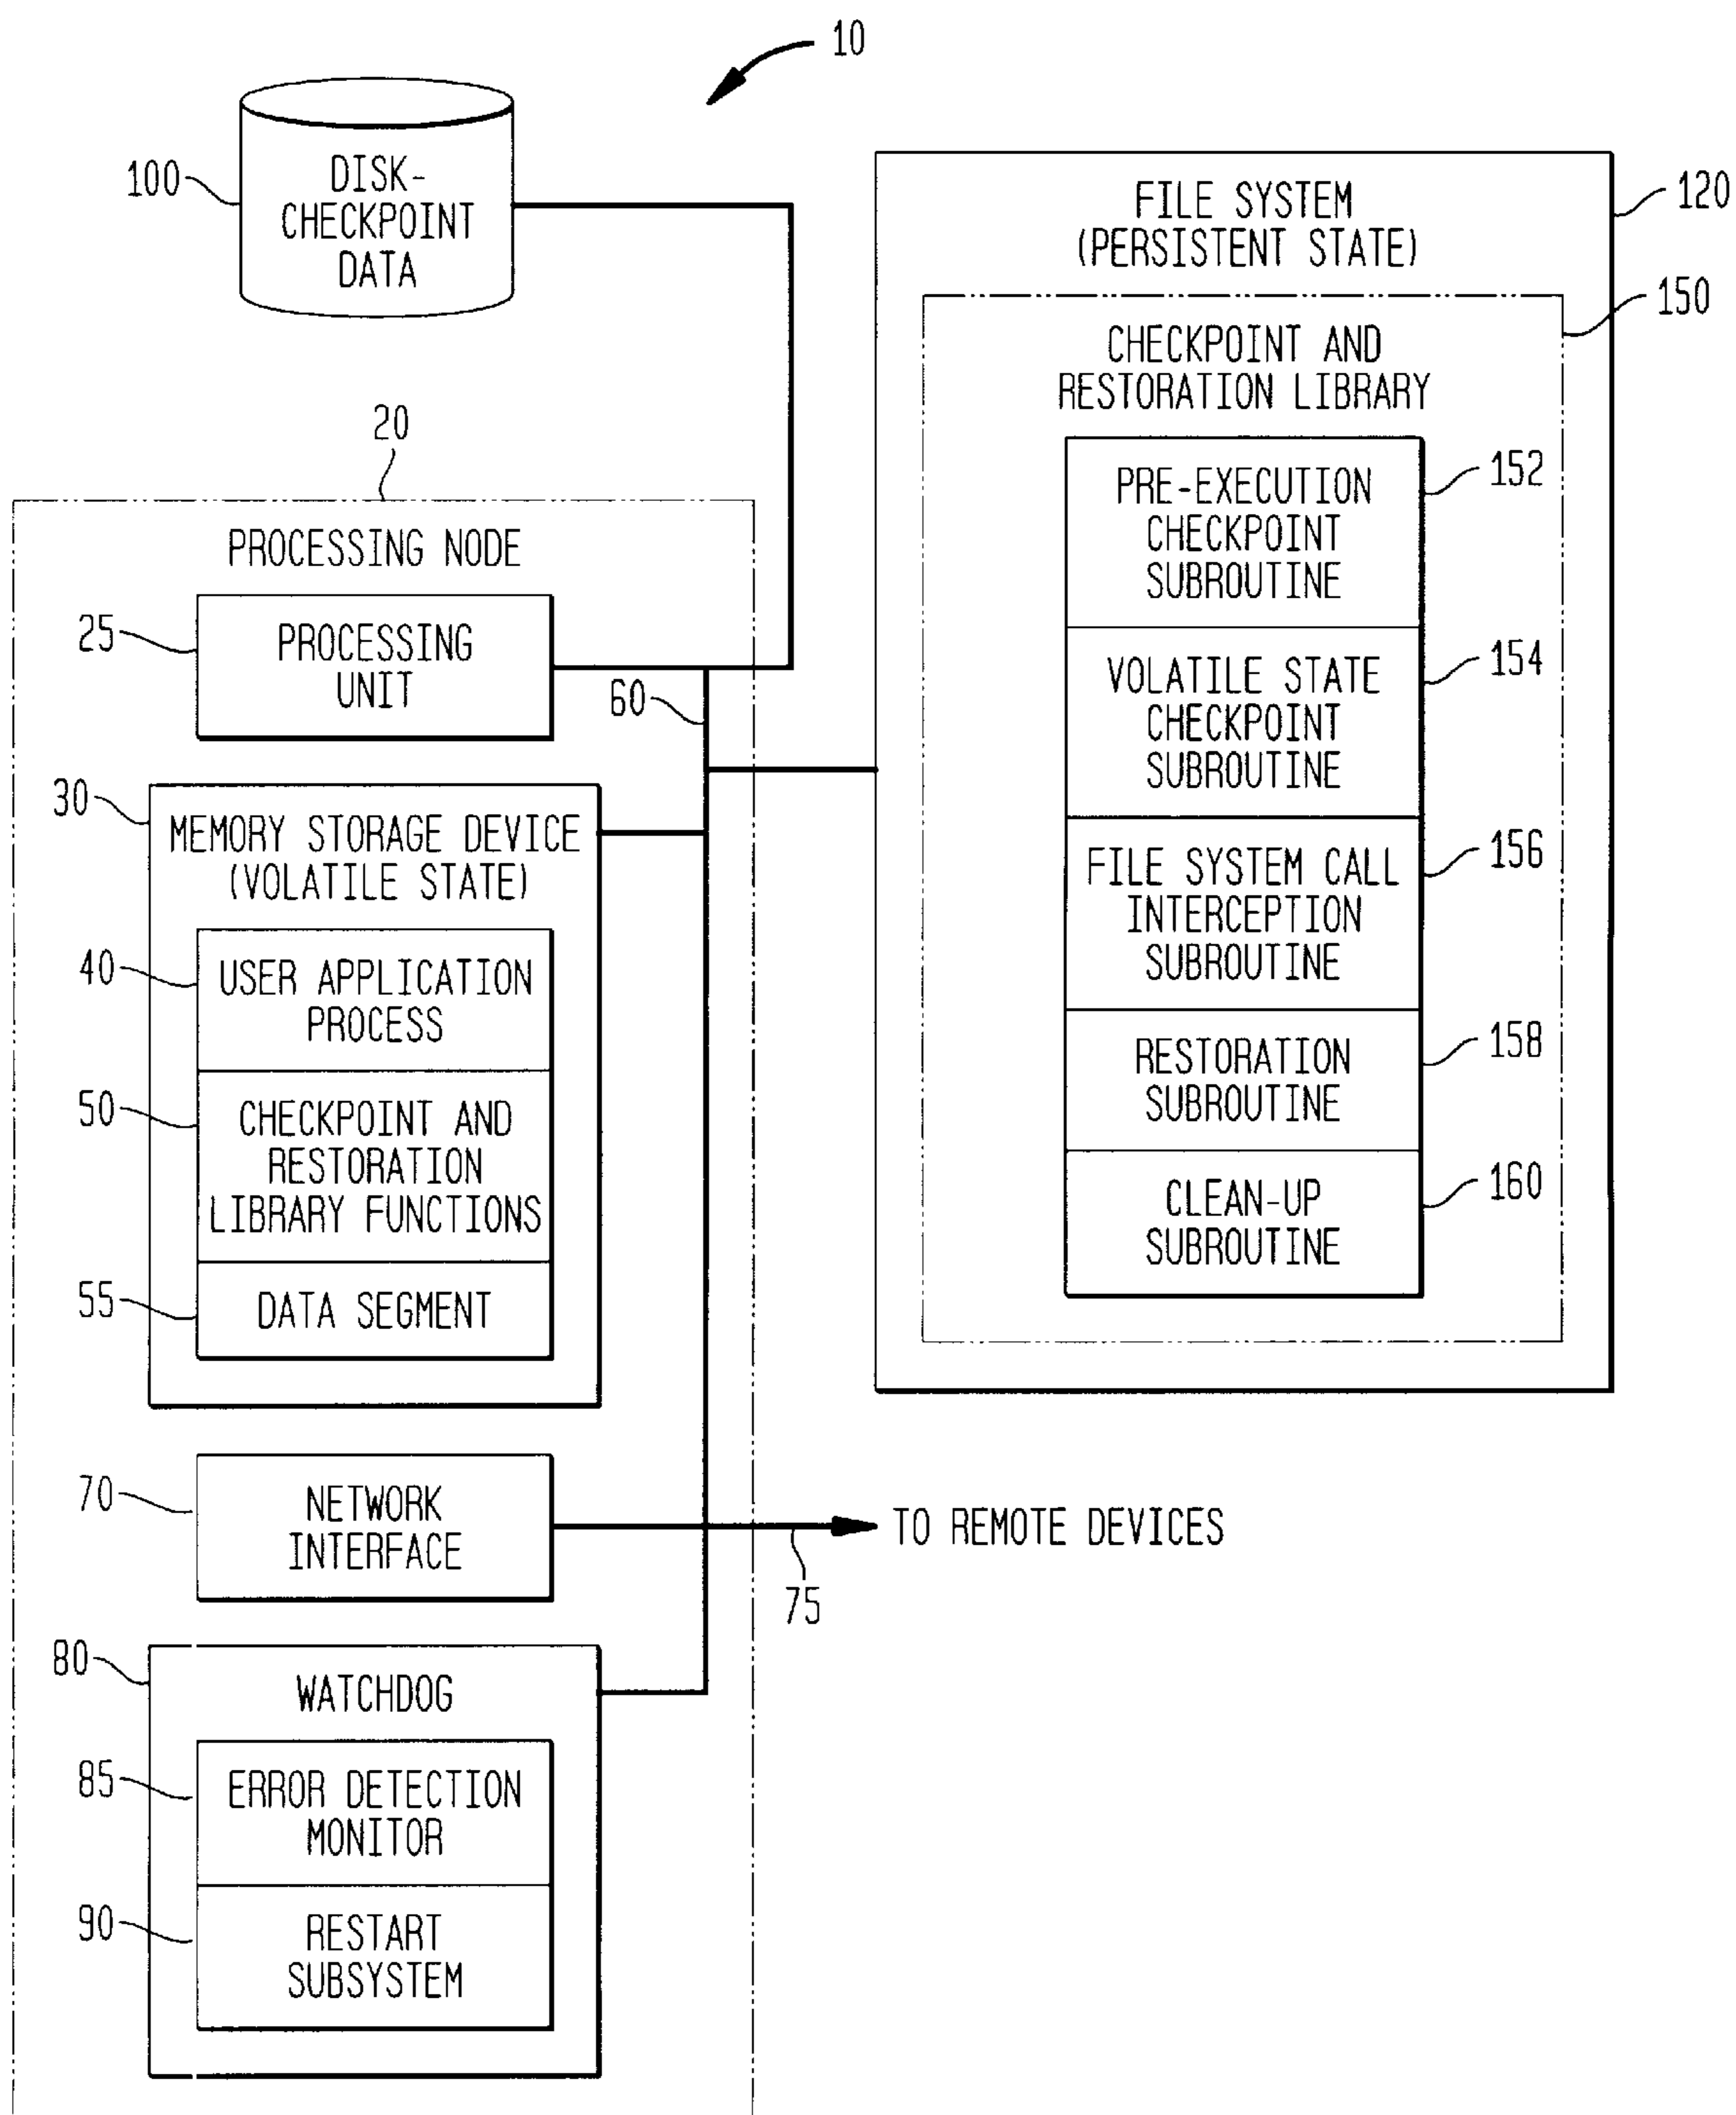 10
100
DISK-
CHECKPOINT
DATA
20
PROCESSING NODE
25
PROCESSING
UNIT
60
30
MEMORY STORAGE DEVICE
(VOLATILE STATE)
40
USER APPLICATION
PROCESS
50
CHECKPOINT AND
RESTORATION
LIBRARY FUNCTIONS
55
DATA SEGMENT
70
NETWORK
INTERFACE
TO REMOTE DEVICES
75
80
WATCHDOG
85
ERROR DETECTION
MONITOR
90
RESTART
SUBSYSTEM
FILE SYSTEM
(PERSISTENT STATE)
120
150
CHECKPOINT AND
RESTORATION LIBRARY
PRE-EXECUTION
CHECKPOINT
SUBROUTINE
152
VOLATILE STATE
CHECKPOINT
SUBROUTINE
154
FILE SYSTEM CALL
INTERCEPTION
SUBROUTINE
156
RESTORATION
SUBROUTINE
158
CLEAN-UP
SUBROUTINE
160